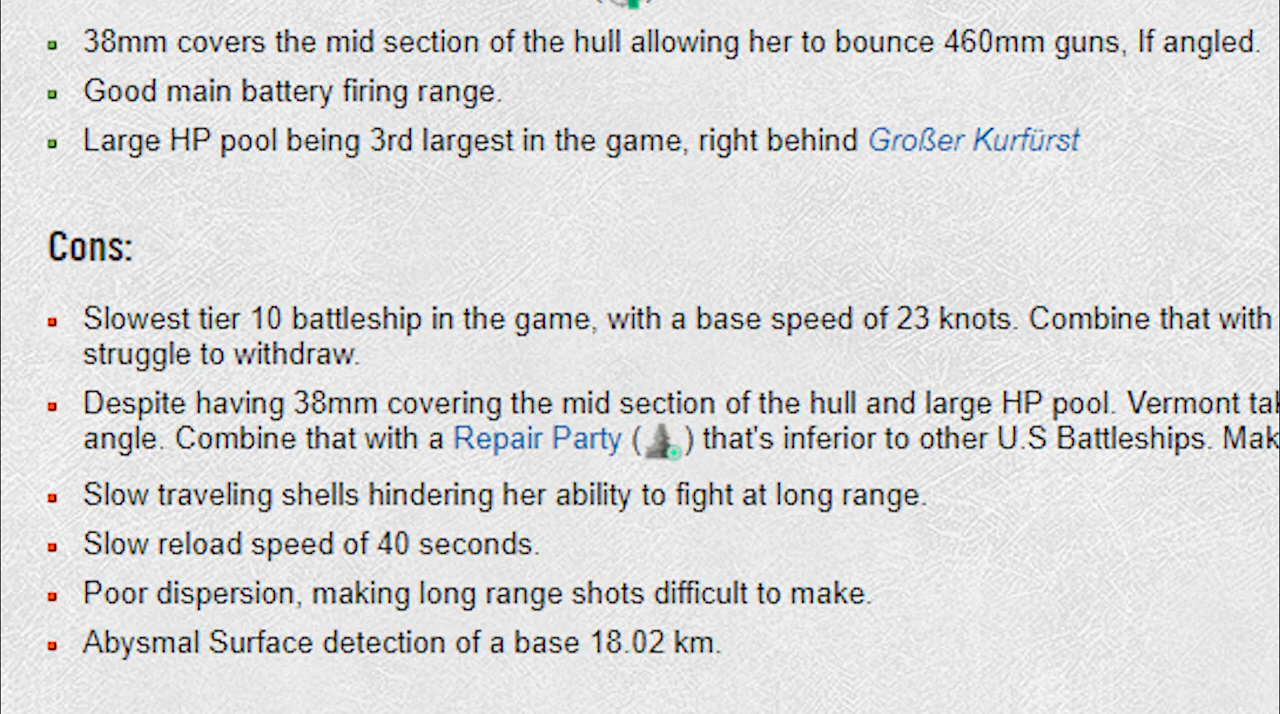 38mm covers the mid section of the hull allowing her to bounce 460mm guns, If angled.
Good main battery firing range.
Large HP pool being 3rd largest in the game, right behind Großer Kurfürst
Cons:
Slowest tier 10 battleship in the game, with a base speed of 23 knots. Combine that with
struggle to withdraw.
Despite having 38mm covering the mid section of the hull and large HP pool. Vermont
angle. Combine that with a Repair Party ( ) that's inferior to other U.S Battleships.
Slow traveling shells hindering her ability to fight at long range.
Slow reload speed of 40 seconds.
Poor dispersion, making long range shots difficult to make.
Abysmal Surface detection of a base 18.02 km.